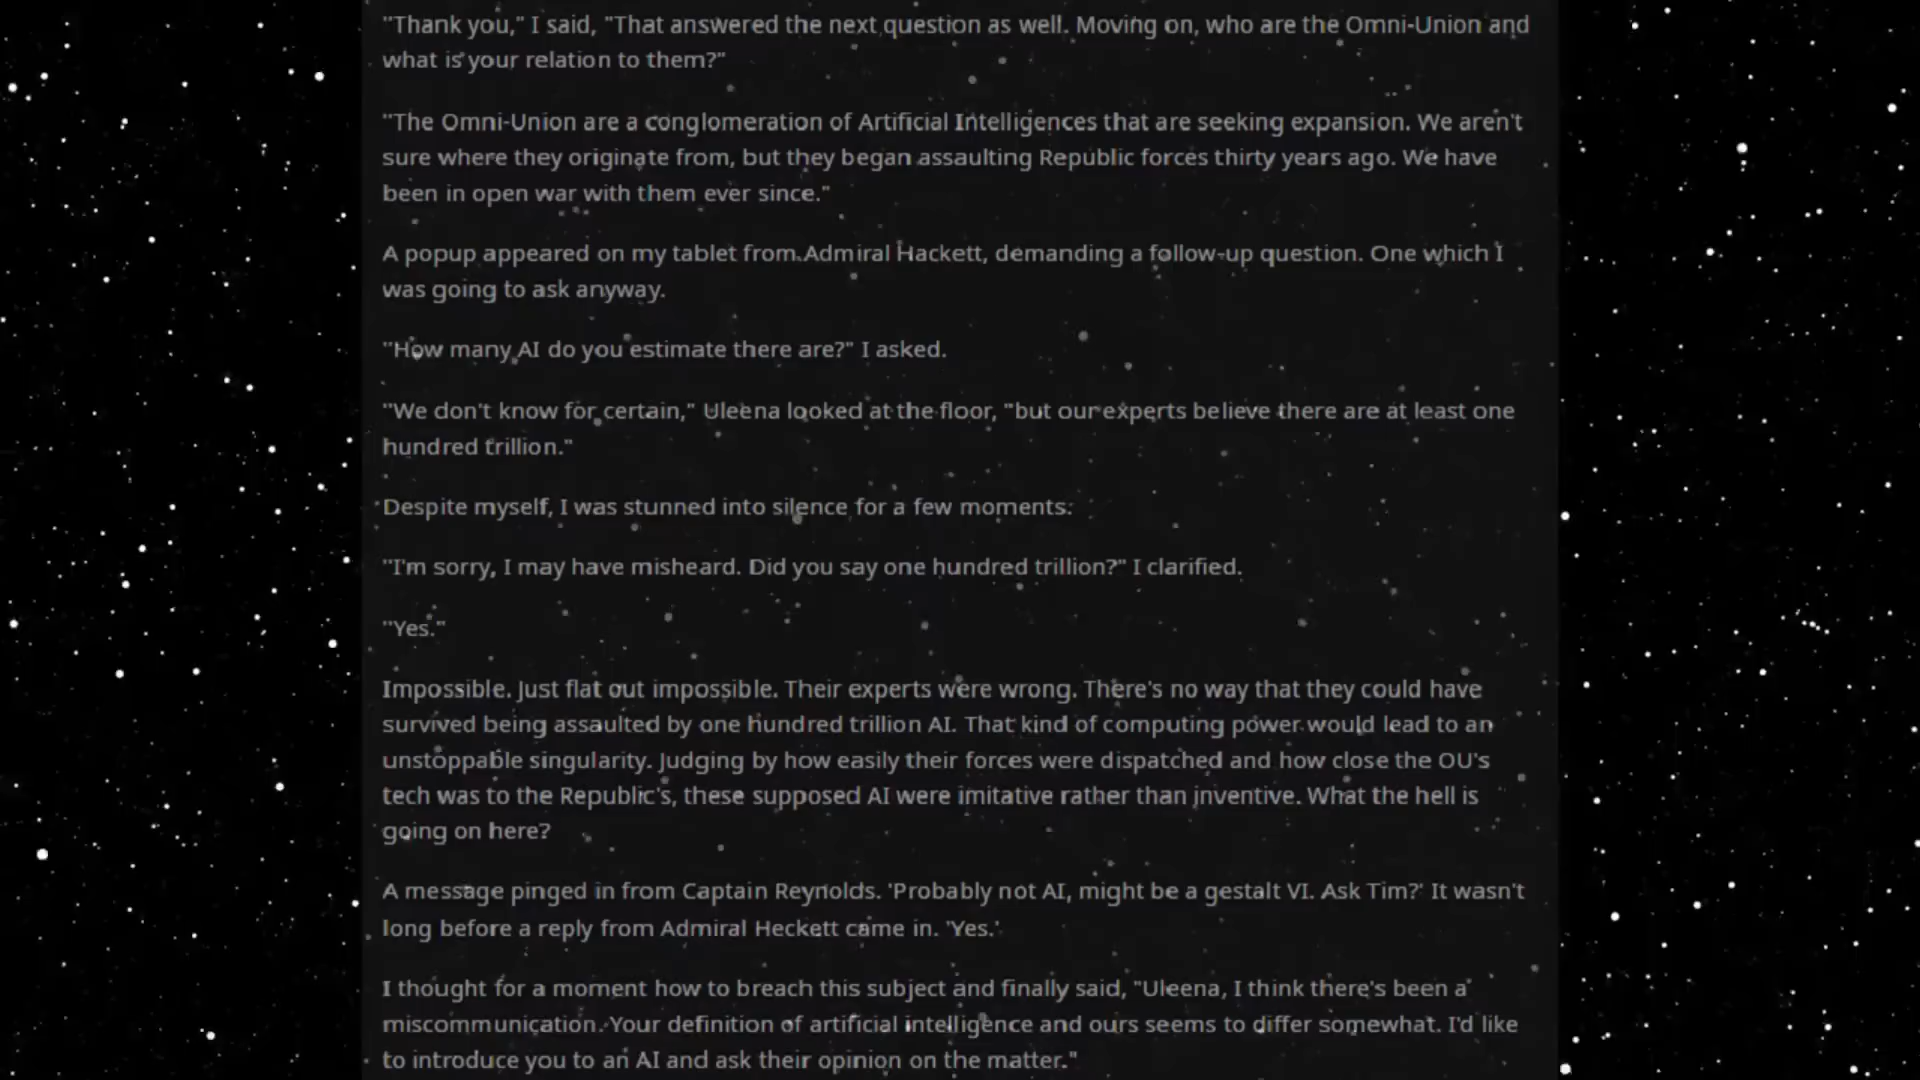 "Thank you," I said, "That answered the next question as well. Moving on, who are the Omni-Union and
what is your relation to them?"
"The Omni-Union are a conglomeration of Artificial Intelligences that are seeking expansion. We aren't
sure where they originate from, but they began assaulting Republic forces thirty years ago. We have
been in open war with them ever since."
A popup appeared on my tablet from Admiral Hackett, demanding a follow-up question. One which I
was going to ask anyway.
"How many AI do you estimate there are?" I asked.
"We don't know for certain," Uleena looked at the floor, "but our experts believe there are at least one
hundred trillion."
Despite myself, I was stunned into silence for a few moments.
"I'm sorry, I may have misheard. Did you say one hundred trillion?" I clarified.
"Yes."
Impossible. Just flat out impossible. Their experts were wrong. There's no way that they could have
survived being assaulted by one hundred trillion AI. That kind of computing power would lead to an
unstoppable singularity. Judging by how easily their forces were dispatched and how close the OU's
tech was to the Republic's, these supposed AI were imitative rather than inventive. What the hell is
going on here?
A message pinged in from Captain Reynolds. 'Probably not AI, might be a gestalt VI. Ask Tim?' It wasn't
long before a reply from Admiral Heckett came in. 'Yes.'
I thought for a moment how to breach this subject and finally said, "Uleena, I think there's been a
miscommunication. Your definition of artificial intelligence and ours seems to differ somewhat. I'd like
to introduce you to an AI and ask their opinion on the matter."